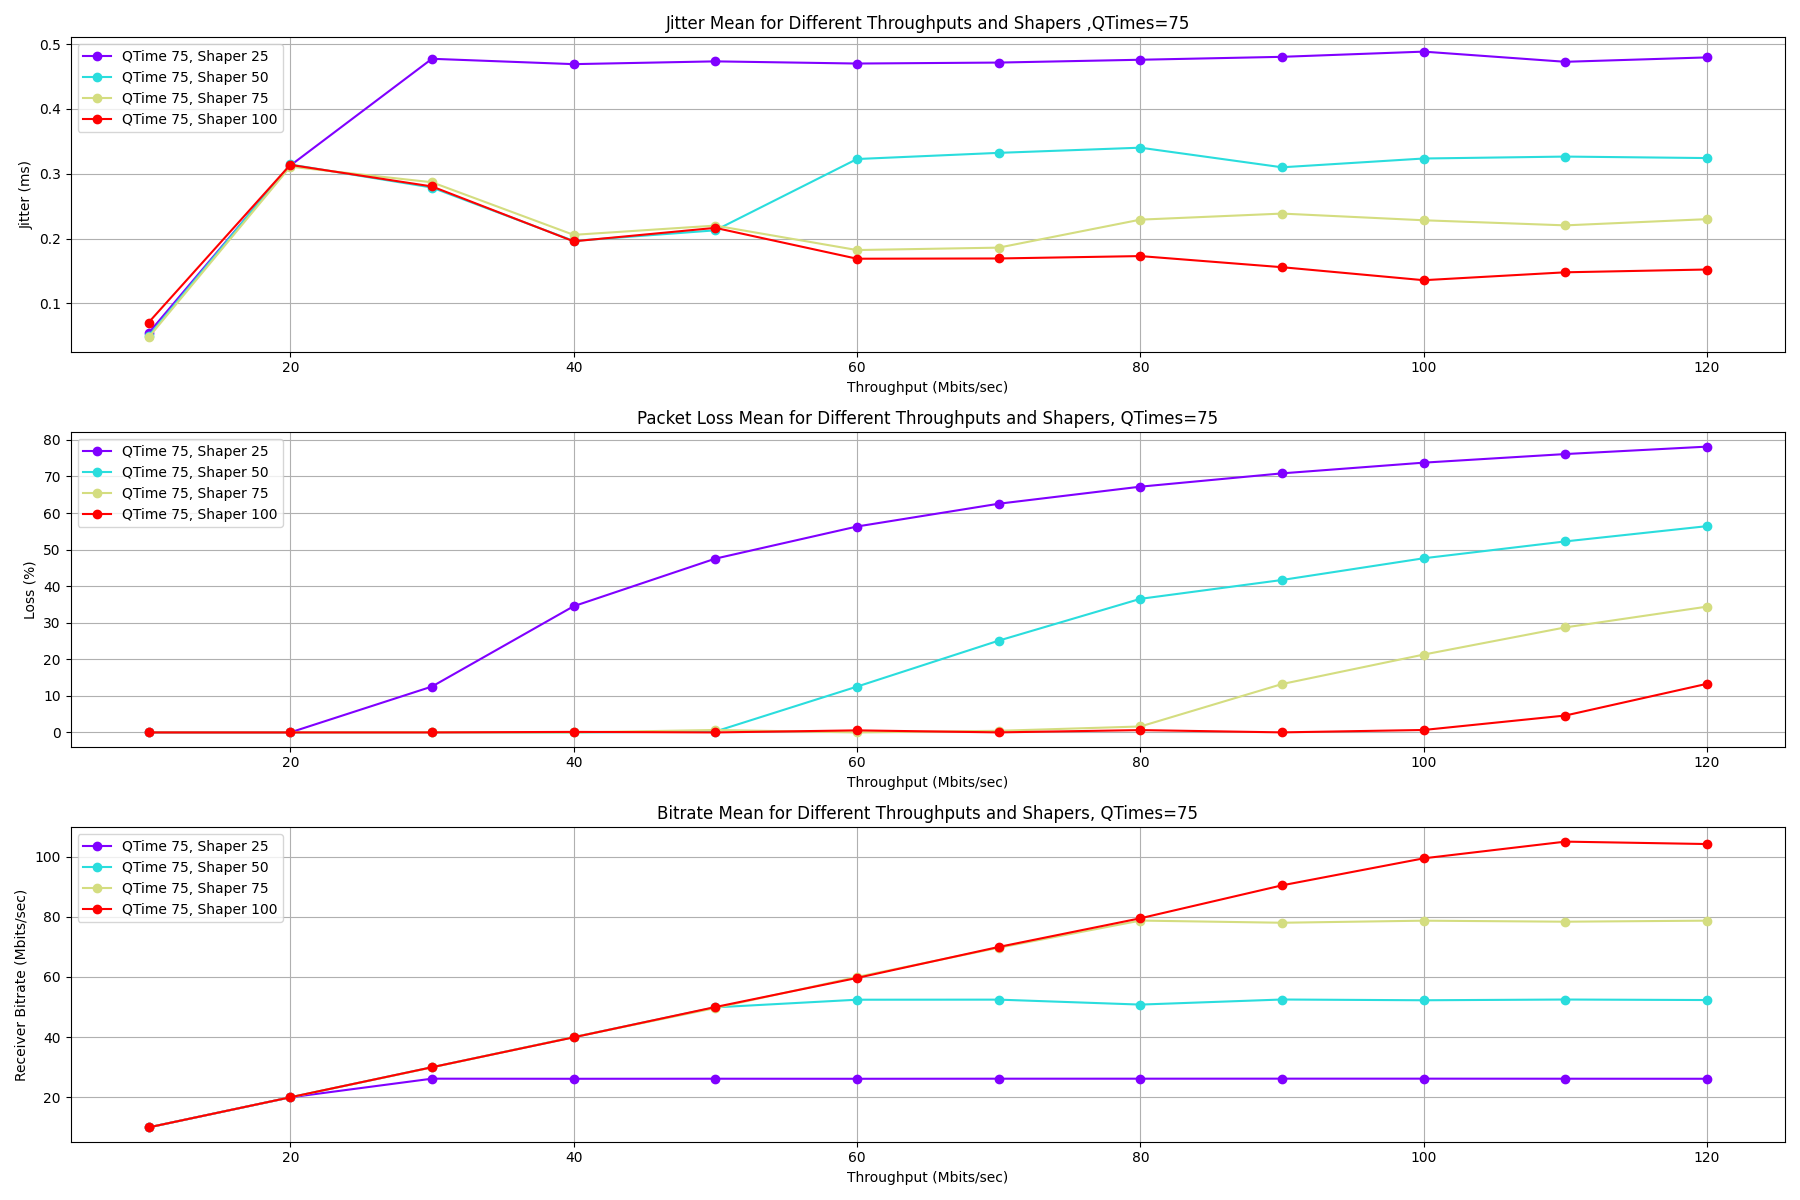 Jitter Mean for Different Throughputs and Shapers ,QTimes=75
QTime 75, Shaper 25
QTime 75, Shaper 50
QTime 75, Shaper 75
QTime 75, Shaper 100
Jitter (ms)
0.5
0.4
0.3
0.2
0.1
20 40 60 80 100 120
Throughput (Mbits/sec)
Packet Loss Mean for Different Throughputs and Shapers, QTimes=75
QTime 75, Shaper 25
QTime 75, Shaper 50
QTime 75, Shaper 75
QTime 75, Shaper 100
Loss (%)
80
70
60
50
40
30
20
10
0
20 40 60 80 100 120
Throughput (Mbits/sec)
Bitrate Mean for Different Throughputs and Shapers, QTimes=75
QTime 75, Shaper 25
QTime 75, Shaper 50
QTime 75, Shaper 75
QTime 75, Shaper 100
Receiver Bitrate (Mbits/sec)
100
80
60
40
20
20 40 60 80 100 120
Throughput (Mbits/sec)